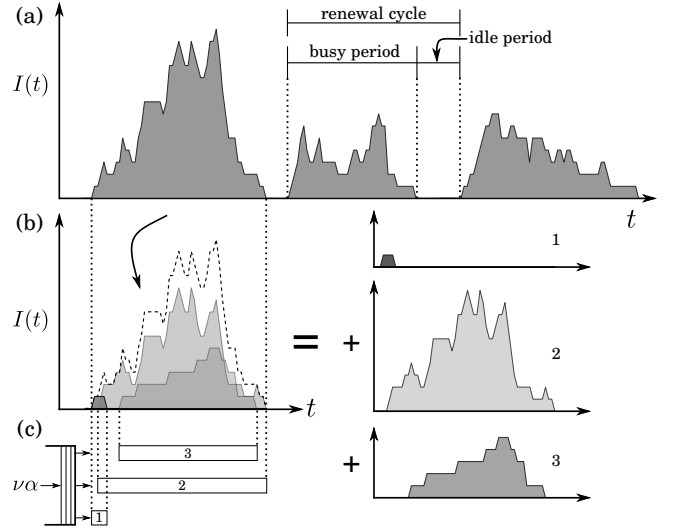 (a)
renewal cycle
idle period
busy period
I(t)
t
(b)
I(t)
t
=
1
+
2
+
3
(c)
να
3
2
1